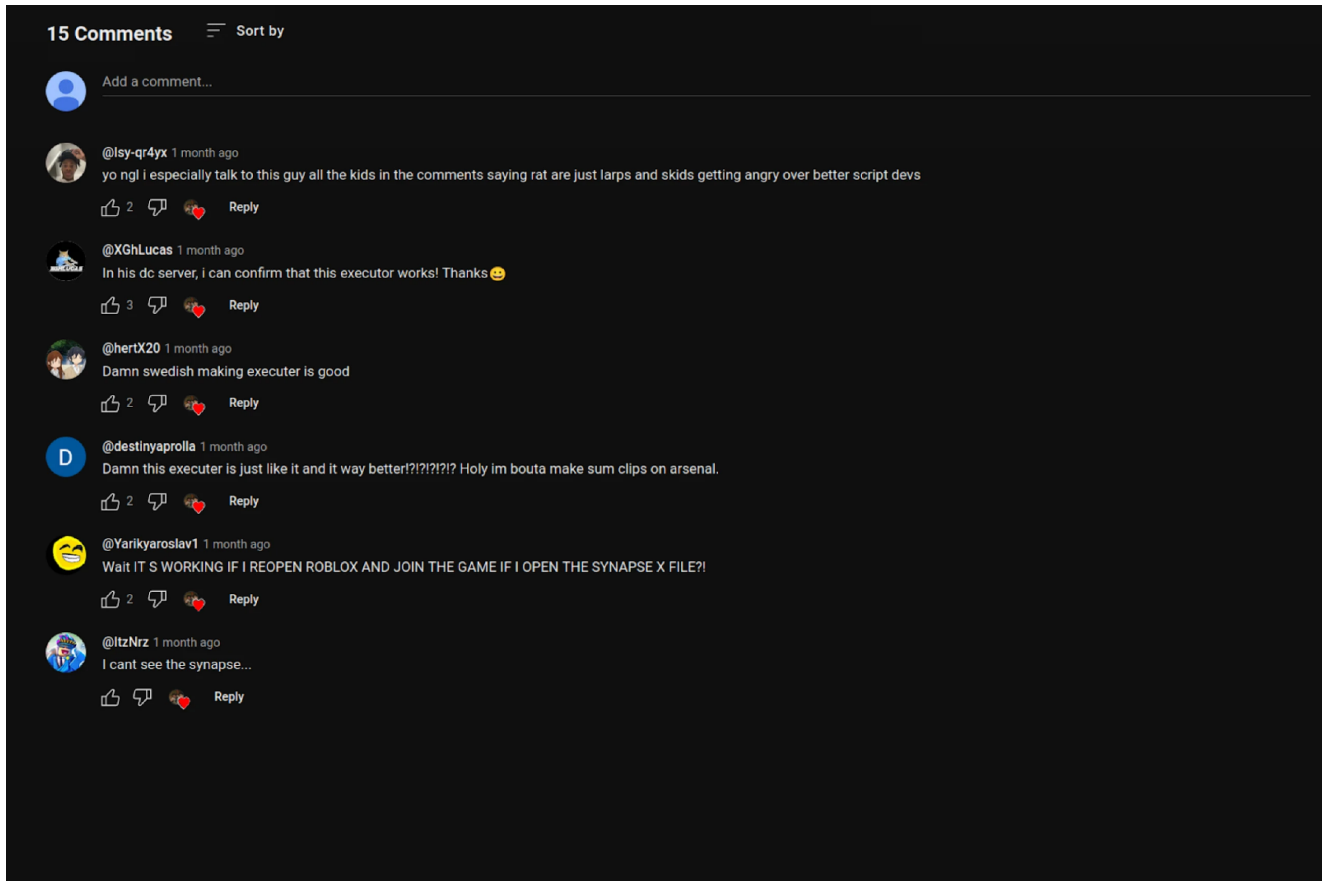 15 Comments Sort by
Add a comment...
@lsy-qr4yx 1 month ago
yo ngl i especially talk to this guy all the kids in the comments saying rat are just larps and skids getting angry over better script devs
2 Reply
@XGhLucas 1 month ago
In his dc server, i can confirm that this executor works! Thanks😀
3 Reply
@hertX20 1 month ago
Damn swedish making executer is good
2 Reply
D
@destinyaprolla 1 month ago
Damn this executer is just like it and it way better!?!?!?!?!? Holy im bouta make sum clips on arsenal.
2 Reply
@Yarikyaroslav1 1 month ago
Wait IT S WORKING IF I REOPEN ROBLOX AND JOIN THE GAME IF I OPEN THE SYNAPSE X FILE?!
2 Reply
@ItzNrz 1 month ago
I cant see the synapse...
Reply